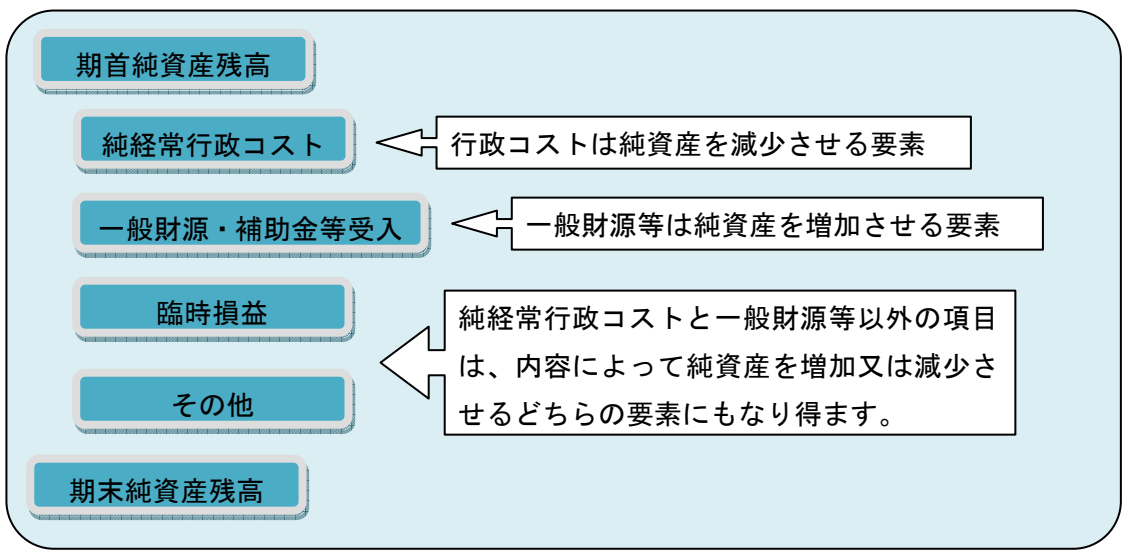 期首純資産残高
純経常行政コスト
行政コストは純資産を減少させる要素
一般財源・補助金等受入
一般財源等は純資産を増加させる要素
臨時損益
その他
純経常行政コストと一般財源等以外の項目
は、内容によって純資産を増加又は減少さ
せるどちらの要素にもなり得ます。
期末純資産残高